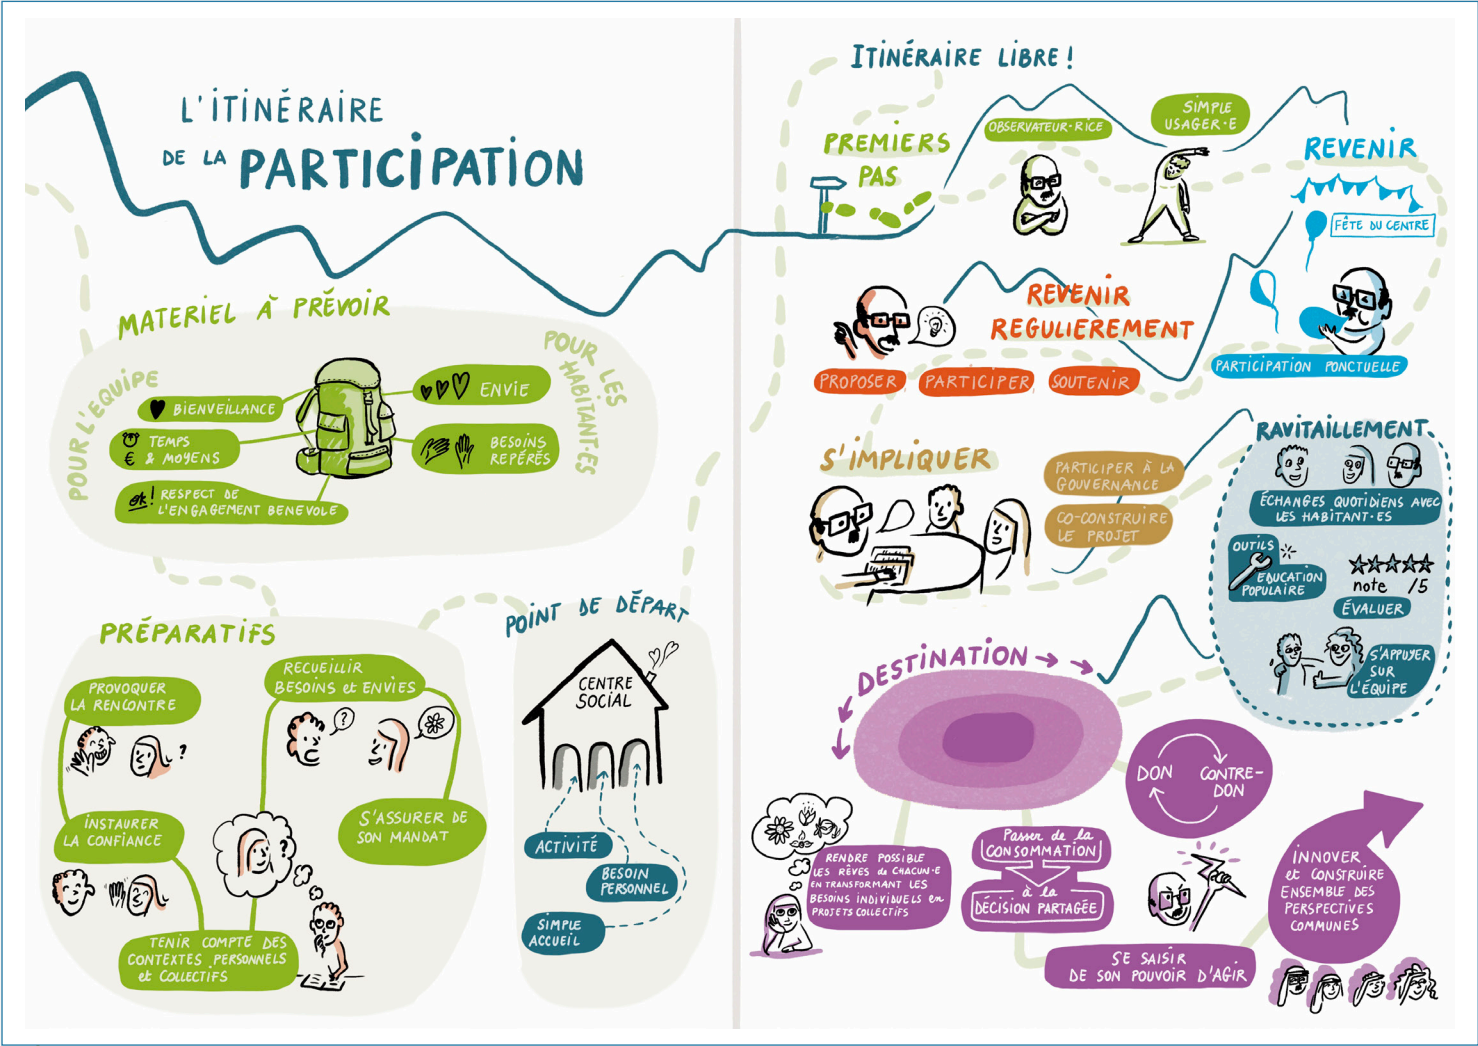 L'ITINÉRAIRE
DE LA PARTICIPATION
MATERIEL À PRÉVOIR
POUR L'EQUIPE
BIENVEILLANCE
TEMPS
€ & MOYENS
ok! RESPECT DE
L'ENGAGEMENT BENEVOLE
POUR LES
HABITANT·ES
ENVIE
BESOINS
REPÉRÉS
PRÉPARATIFS
PROVOQUER
LA RENCONTRE
?
INSTAURER
LA CONFIANCE
TENIR COMPTE DES
CONTEXTES PERSONNELS
et COLLECTIFS
?
RECUEILLIR
BESOINS et ENVIES
?
S'ASSURER DE
SON MANDAT
POINT DE DÉPART
CENTRE
SOCIAL
ACTIVITÉ
BESOIN
PERSONNEL
SIMPLE
ACCUEIL
ITINÉRAIRE LIBRE !
PREMIERS
PAS
OBSERVATEUR·RICE
SIMPLE
USAGER·E
REVENIR
FÊTE DU CENTRE
PARTICIPATION PONCTUELLE
REVENIR
REGULIEREMENT
PROPOSER
PARTICIPER
SOUTENIR
S'IMPLIQUER
PARTICIPER À LA
GOUVERNANCE
CO-CONSTRUIRE
LE PROJET
RAVITAILLEMENT
ÉCHANGES QUOTIDIENS AVEC
LES HABITANT·ES
OUTILS
EDUCATION
POPULAIRE
note /5
ÉVALUER
S'APPUYER
SUR
L'ÉQUIPE
DESTINATION
DON
CONTRE-
DON
RENDRE POSSIBLE
LES RÊVES de CHACUN·E
EN TRANSFORMANT LES
BESOINS INDIVIDUELS en
PROJETS COLLECTIFS
Passer de la
CONSOMMATION
à la
DÉCISION PARTAGÉE
SE SAISIR
DE SON POUVOIR D'AGIR
INNOVER
et CONSTRUIRE
ENSEMBLE DES
PERSPECTIVES
COMMUNES